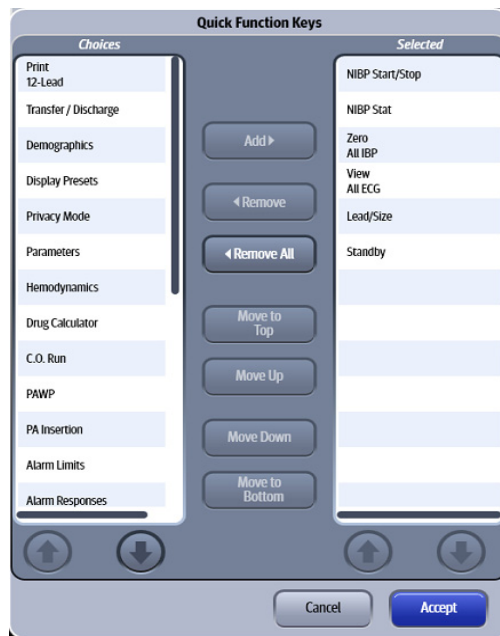 Quick Function Keys
Choices
Print
12-Lead
Transfer / Discharge
Demographics
Display Presets
Privacy Mode
Parameters
Hemodynamics
Drug Calculator
C.O. Run
PAWP
PA Insertion
Alarm Limits
Alarm Responses
Add
Remove
Remove All
Move to
Top
Move Up
Move Down
Move to
Bottom
Selected
NIBP Start/Stop
NIBP Stat
Zero
All IBP
View
All ECG
Lead/Size
Standby
Cancel
Accept